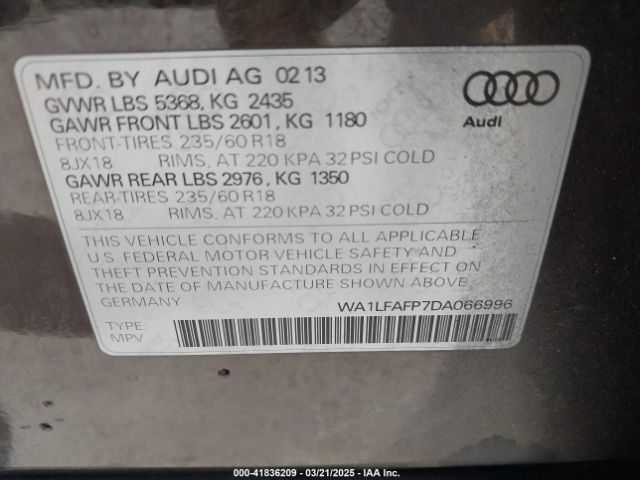 MFD. BY AUDI AG 02 13
GVWR LBS 5368, KG 2435
GAWR FRONT LBS 2601, KG 1180
FRONT-TIRES 235/60 R18
8JX18 RIMS, AT 220 KPA 32 PSI COLD
GAWR REAR LBS 2976, KG 1350
REAR-TIRES 235/60 R18
8JX18 RIMS, AT 220 KPA 32 PSI COLD
Audi
THIS VEHICLE CONFORMS TO ALL APPLICABLE
U.S. FEDERAL MOTOR VEHICLE SAFETY AND
THEFT PREVENTION STANDARDS IN EFFECT ON
THE DATE OF MANUFACTURE SHOWN ABOVE
GERMANY
WA1LFAFP7DA066996
TYPE:
MPV
000-41836209 - 03/21/2025 - IAA Inc.